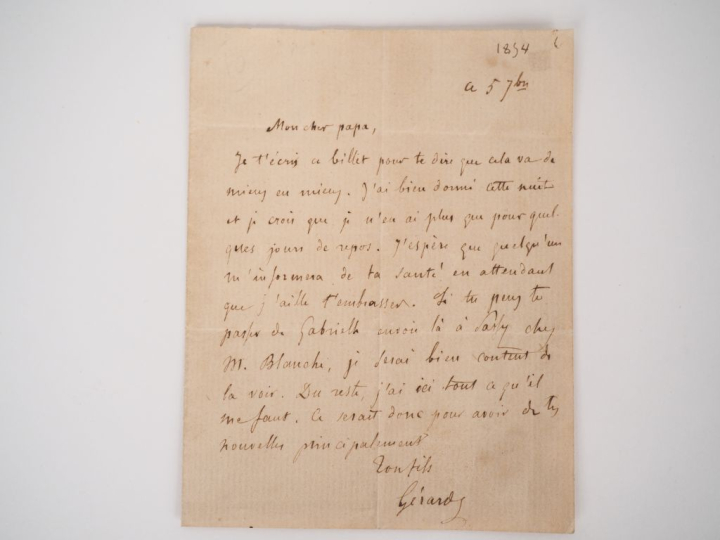 1854
ce 5 7bre
Mon cher papa,
Je t'écris ce billet pour te dire que cela va de
mieux en mieux. J'ai bien dormi cette nuit
et je crois que je n'en ai plus que pour quel-
ques jours de repos. J'espère que quelqu'un
m'informera de ta santé en attendant
que j'aille t'embrasser. Si tu peux te
passer de Gabrielle envoie là à Passy chez
M. Blanche, je serai bien content de
la voir. Du reste, j'ai ici tout ce qu'il
me faut. Ce serait donc pour avoir de tes
nouvelles principalement
Ton fils
Gérard